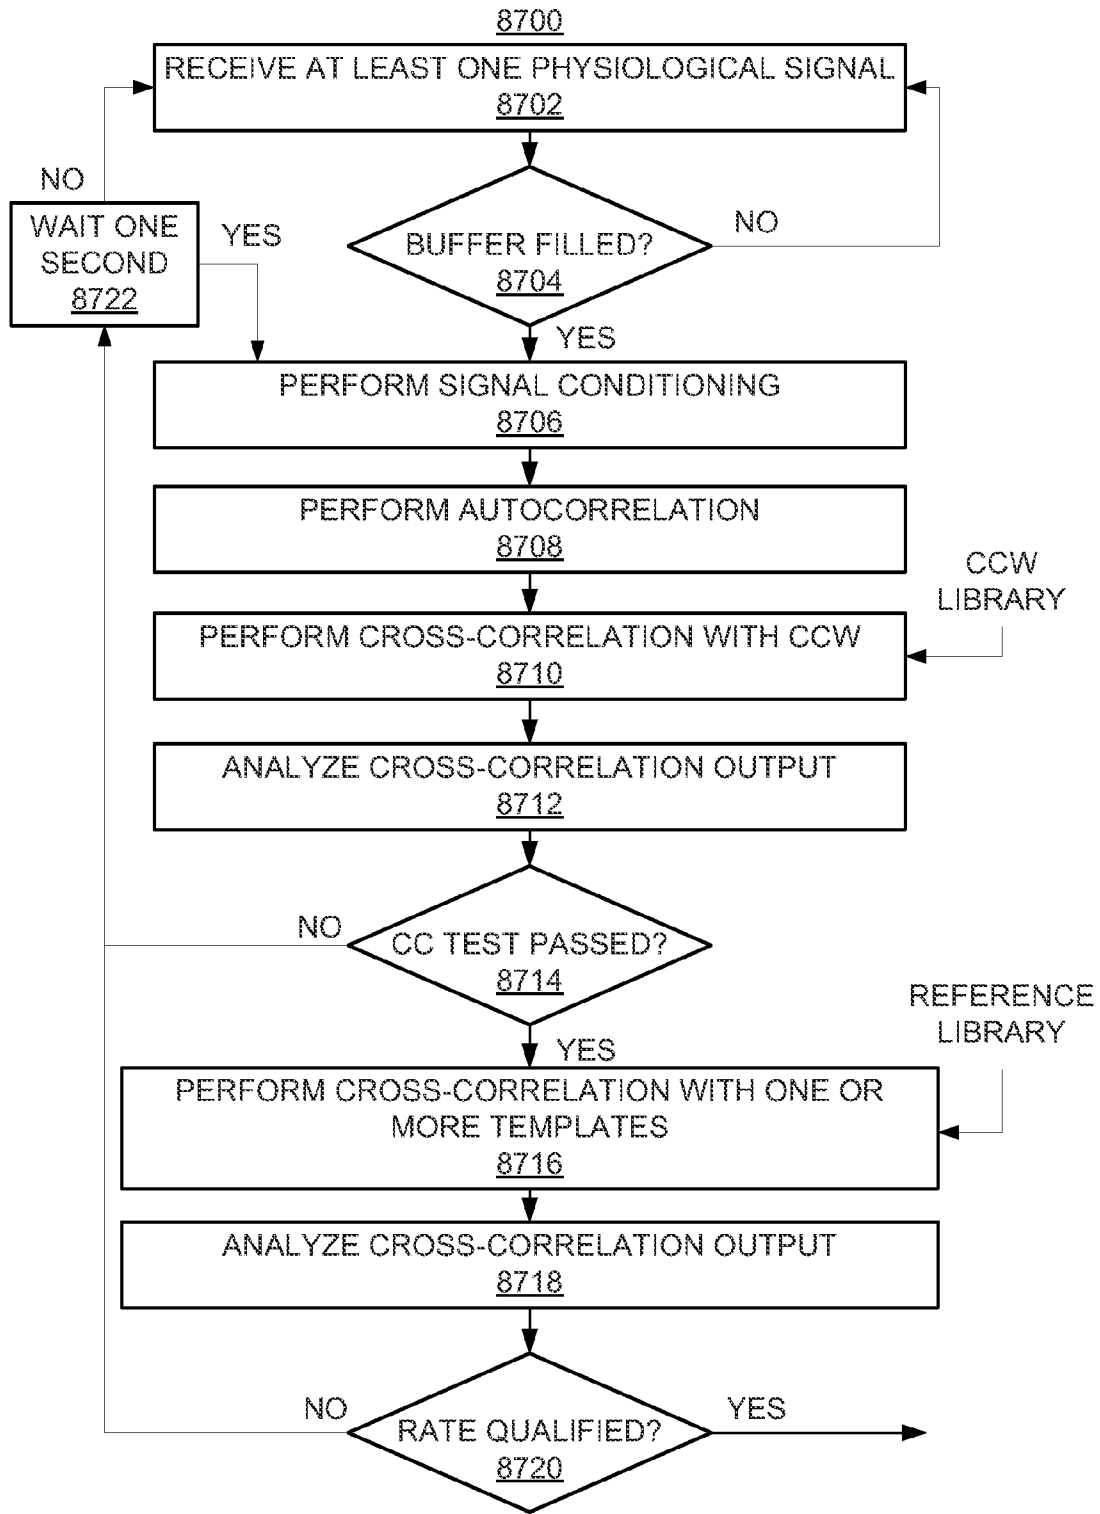 8700
RECEIVE AT LEAST ONE PHYSIOLOGICAL SIGNAL
8702
NO
WAIT ONE
SECOND
8722
YES
BUFFER FILLED?
8704
NO
YES
PERFORM SIGNAL CONDITIONING
8706
PERFORM AUTOCORRELATION
8708
CCW
LIBRARY
PERFORM CROSS-CORRELATION WITH CCW
8710
ANALYZE CROSS-CORRELATION OUTPUT
8712
NO
CC TEST PASSED?
8714
YES
REFERENCE
LIBRARY
PERFORM CROSS-CORRELATION WITH ONE OR
MORE TEMPLATES
8716
ANALYZE CROSS-CORRELATION OUTPUT
8718
NO
RATE QUALIFIED?
8720
YES